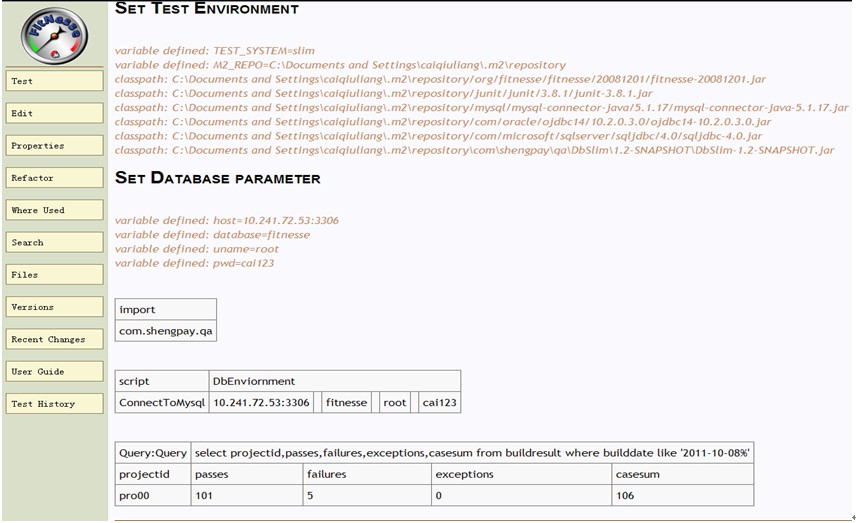 FitNesse
Test
Edit
Properties
Refactor
Where Used
Search
Files
Versions
Recent Changes
User Guide
Test History
SET TEST ENVIRONMENT
variable defined: TEST_SYSTEM=slim
variable defined: M2_REPO=C:\Documents and Settings\caiqiuliang\.m2\repository
classpath: C:\Documents and Settings\caiqiuliang\.m2\repository/org/fitnesse/fitnesse/20081201/fitnesse-20081201.jar
classpath: C:\Documents and Settings\caiqiuliang\.m2\repository/junit/junit/3.8.1/junit-3.8.1.jar
classpath: C:\Documents and Settings\caiqiuliang\.m2\repository/mysql/mysql-connector-java/5.1.17/mysql-connector-java-5.1.17.jar
classpath: C:\Documents and Settings\caiqiuliang\.m2\repository/com/oracle/ojdbc14/10.2.0.3.0/ojdbc14-10.2.0.3.0.jar
classpath: C:\Documents and Settings\caiqiuliang\.m2\repository/com/microsoft/sqlserver/sqljdbc/4.0/sqljdbc-4.0.jar
classpath: C:\Documents and Settings\caiqiuliang\.m2\repository\com\shengpay\qa\DbSlim\1.2-SNAPSHOT\DbSlim-1.2-SNAPSHOT.jar
SET DATABASE PARAMETER
variable defined: host=10.241.72.53:3306
variable defined: database=fitnesse
variable defined: uname=root
variable defined: pwd=cai123
import
com.shengpay.qa
script DbEnviornment
ConnectToMysql 10.241.72.53:3306 fitnesse root cai123
Query:Query select projectid,passes,failures,exceptions,casesum from buildresult where builddate like '2011-10-08%'
projectid passes failures exceptions casesum
pro00 101 5 0 106